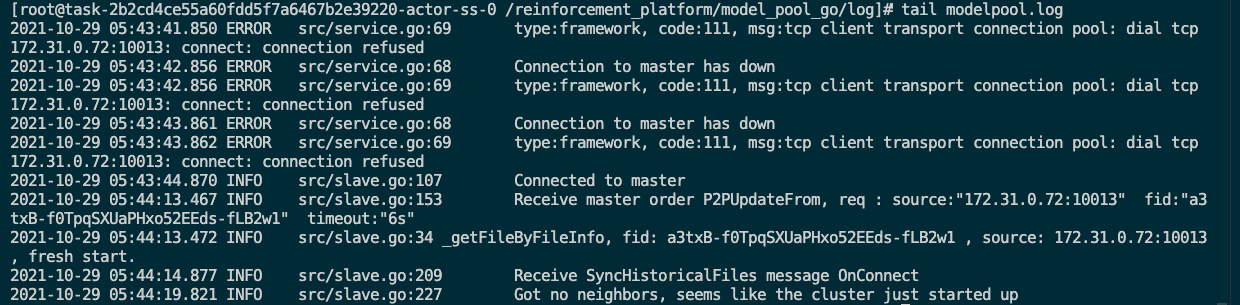 [root@task-2b2cd4ce55a60fdd5f7a6467b2e39220-actor-ss-0 /reinforcement_platform/model_pool_go/log]# tail modelpool.log
2021-10-29 05:43:41.850 ERROR   src/service.go:69       type:framework, code:111, msg:tcp client transport connection pool: dial tcp
172.31.0.72:10013: connect: connection refused
2021-10-29 05:43:42.856 ERROR   src/service.go:68       Connection to master has down
2021-10-29 05:43:42.856 ERROR   src/service.go:69       type:framework, code:111, msg:tcp client transport connection pool: dial tcp
172.31.0.72:10013: connect: connection refused
2021-10-29 05:43:43.861 ERROR   src/service.go:68       Connection to master has down
2021-10-29 05:43:43.862 ERROR   src/service.go:69       type:framework, code:111, msg:tcp client transport connection pool: dial tcp
172.31.0.72:10013: connect: connection refused
2021-10-29 05:43:44.870 INFO    src/slave.go:107        Connected to master
2021-10-29 05:44:13.467 INFO    src/slave.go:153        Receive master order P2PUpdateFrom, req : source:"172.31.0.72:10013"  fid:"a3
txB-f0TpqSXUaPHxo52EEds-fLB2w1"  timeout:"6s"
2021-10-29 05:44:13.472 INFO    src/slave.go:34 _getFileByFileInfo, fid: a3txB-f0TpqSXUaPHxo52EEds-fLB2w1 , source: 172.31.0.72:10013
, fresh start.
2021-10-29 05:44:14.877 INFO    src/slave.go:209        Receive SyncHistoricalFiles message OnConnect
2021-10-29 05:44:19.821 INFO    src/slave.go:227        Got no neighbors, seems like the cluster just started up